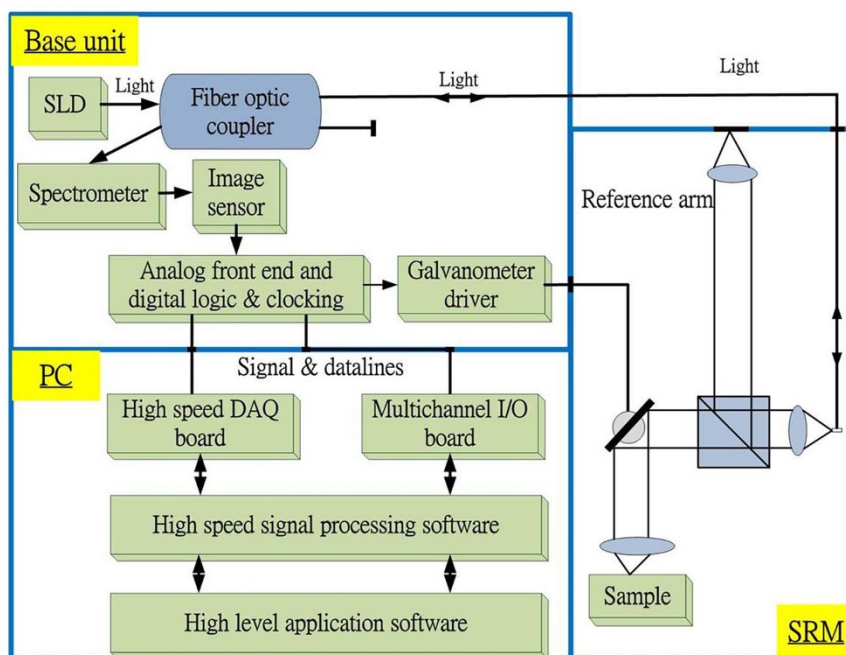 Base unit
SLD
Light
Fiber optic
coupler
Light
Light
Spectrometer
Image
sensor
Reference arm
Analog front end and
digital logic & clocking
Galvanometer
driver
PC
Signal & datalines
High speed DAQ
board
Multichannel I/O
board
High speed signal processing software
High level application software
Sample
SRM